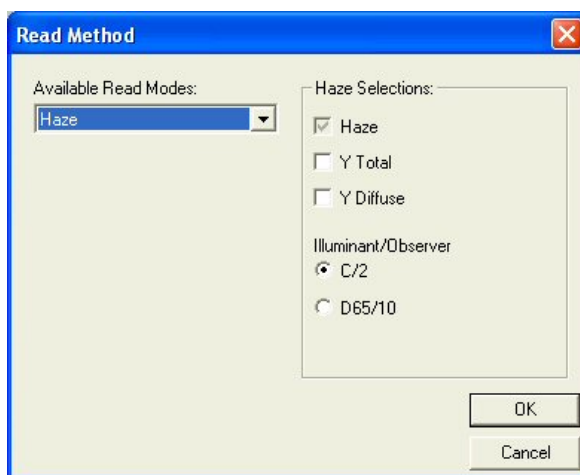 Read Method
Available Read Modes:
Haze
Haze Selections:
Haze
Y Total
Y Diffuse
Illuminant/Observer
C/2
D65/10
OK
Cancel